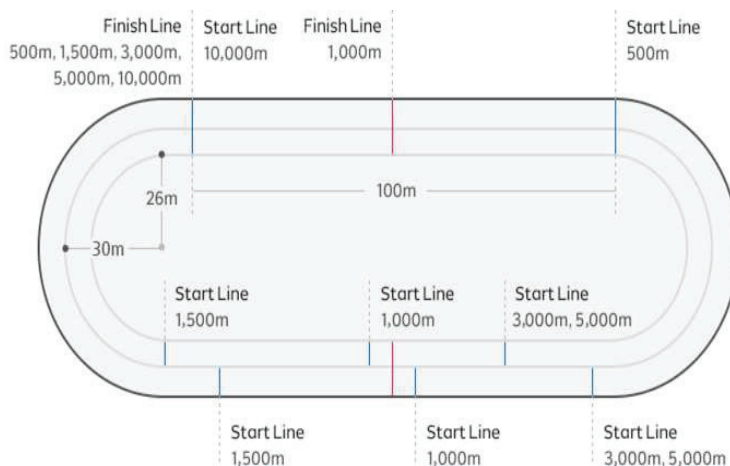 Finish Line
500m, 1,500m, 3,000m,
5,000m, 10,000m
Start Line
10,000m
Finish Line
1,000m
Start Line
500m
26m
100m
30m
Start Line
1,500m
Start Line
1,000m
Start Line
3,000m, 5,000m
Start Line
1,500m
Start Line
1,000m
Start Line
3,000m, 5,000m